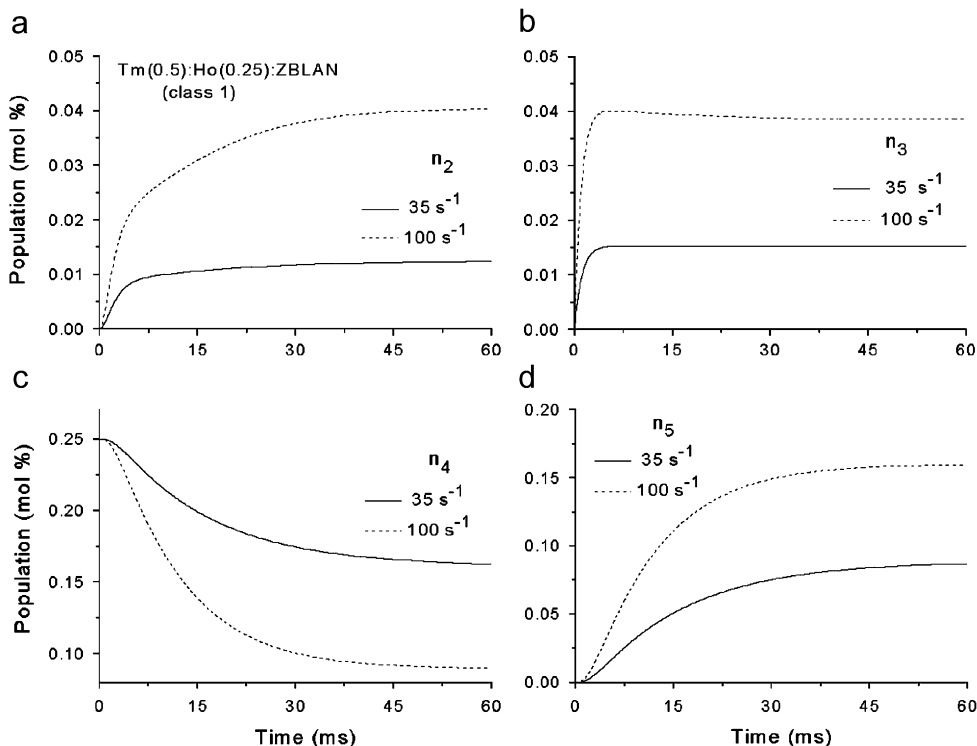 a
Population (mol %)
0.05
0.04
0.03
0.02
0.01
0.00
Tm(0.5):Ho(0.25):ZBLAN
(class 1)
n2
35 s-1
100 s-1
0 15 30 45 60
b
0.05
0.04
0.03
0.02
0.01
0.00
n3
35 s-1
100 s-1
0 15 30 45 60
c
Population (mol %)
0.25
0.20
0.15
0.10
n4
35 s-1
100 s-1
0 15 30 45 60
Time (ms)
d
0.20
0.15
0.10
0.05
0.00
n5
35 s-1
100 s-1
0 15 30 45 60
Time (ms)